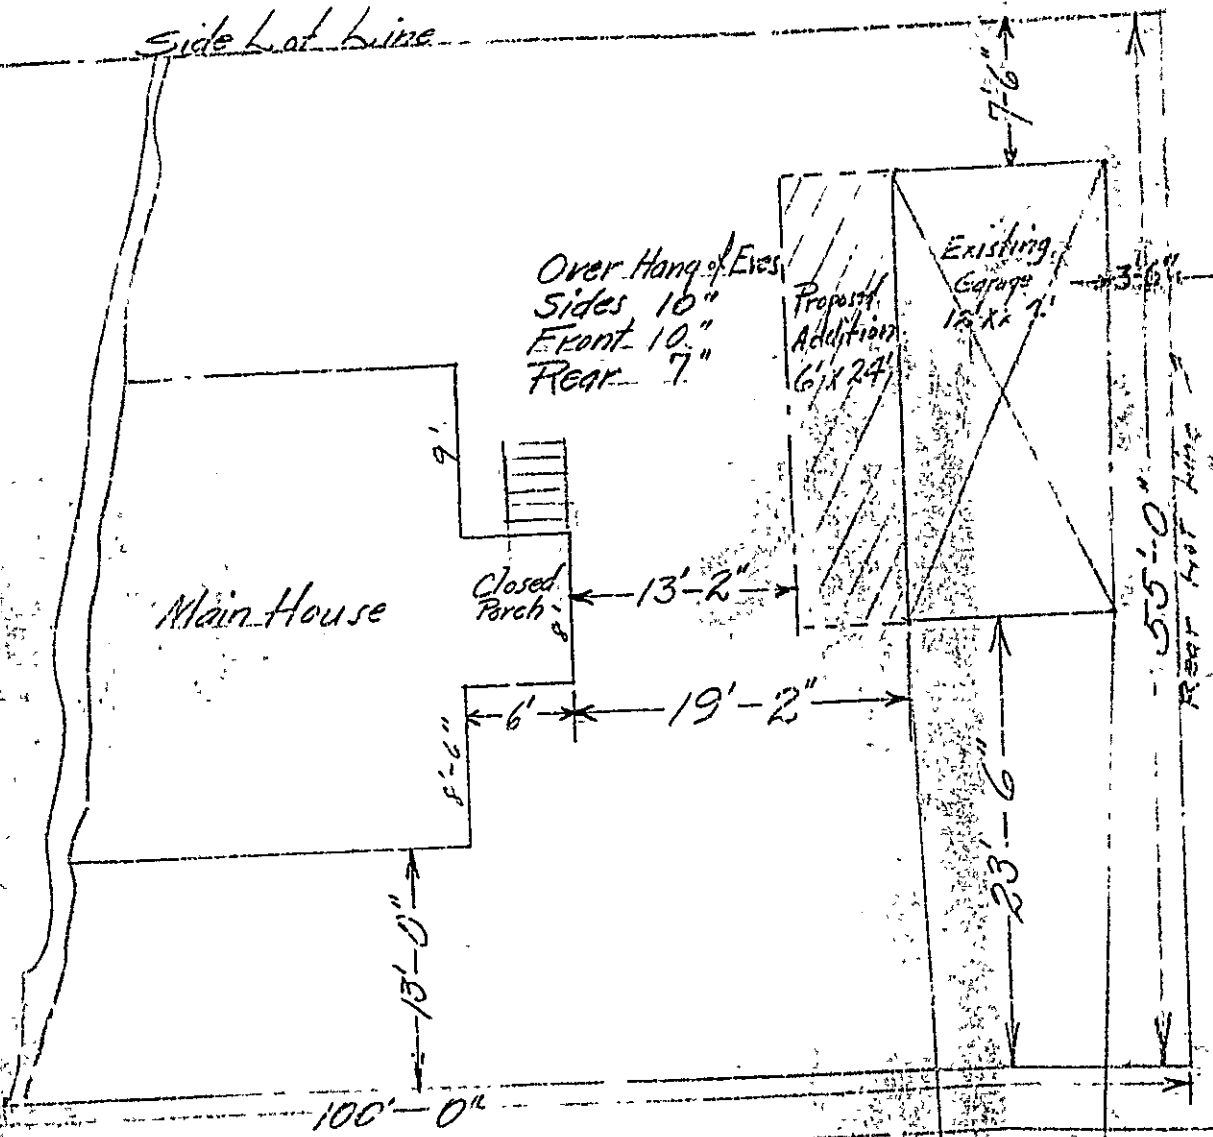 Side Lot Line
7'-6"
Over Hang of Eves
Sides 10"
Front 10"
Rear 7"
Proposed
Addition
6' x 24'
Existing
Garage
3'-6"
9'
Main House
Closed
Porch
8'
13'-2"
6'
19'-2"
8'-6"
55'-0"
Rear Lot Line
23'-6"
13'-0"
100'-0"